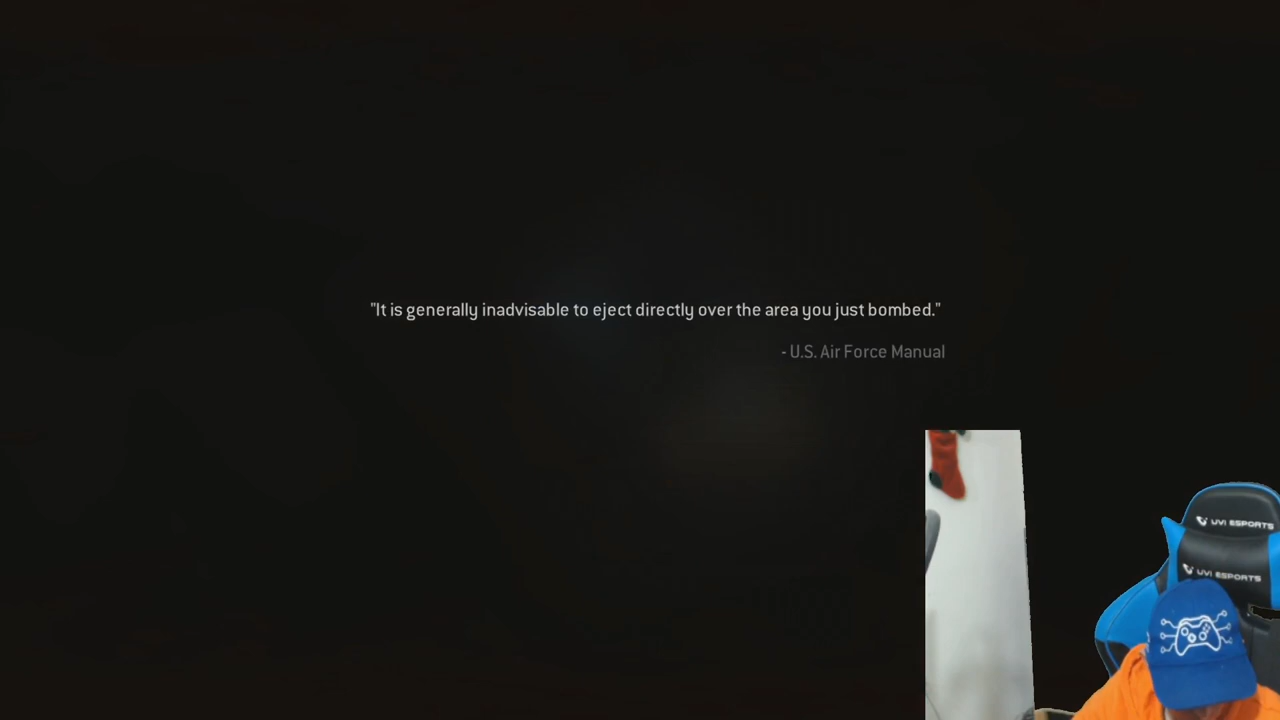 "It is generally inadvisable to eject directly over the area you just bombed."
- U.S. Air Force Manual
UVI ESPORTS
UVI ESPORTS